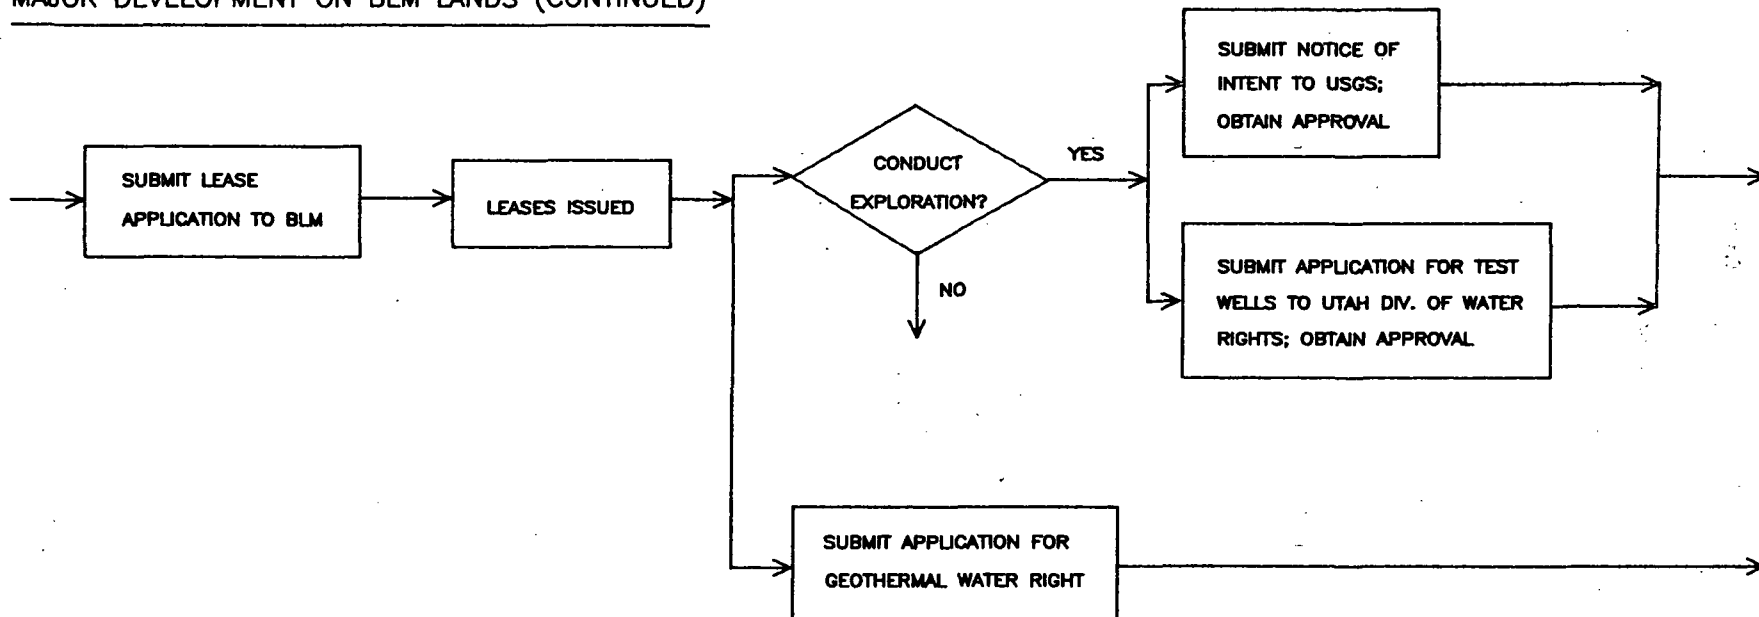 MAJOR DEVELOPMENT ON BLM LANDS (CONTINUED)
SUBMIT LEASE
APPLICATION TO BLM
LEASES ISSUED
CONDUCT
EXPLORATION?
YES
NO
SUBMIT NOTICE OF
INTENT TO USGS;
OBTAIN APPROVAL
SUBMIT APPLICATION FOR TEST
WELLS TO UTAH DIV. OF WATER
RIGHTS; OBTAIN APPROVAL
SUBMIT APPLICATION FOR
GEOTHERMAL WATER RIGHT